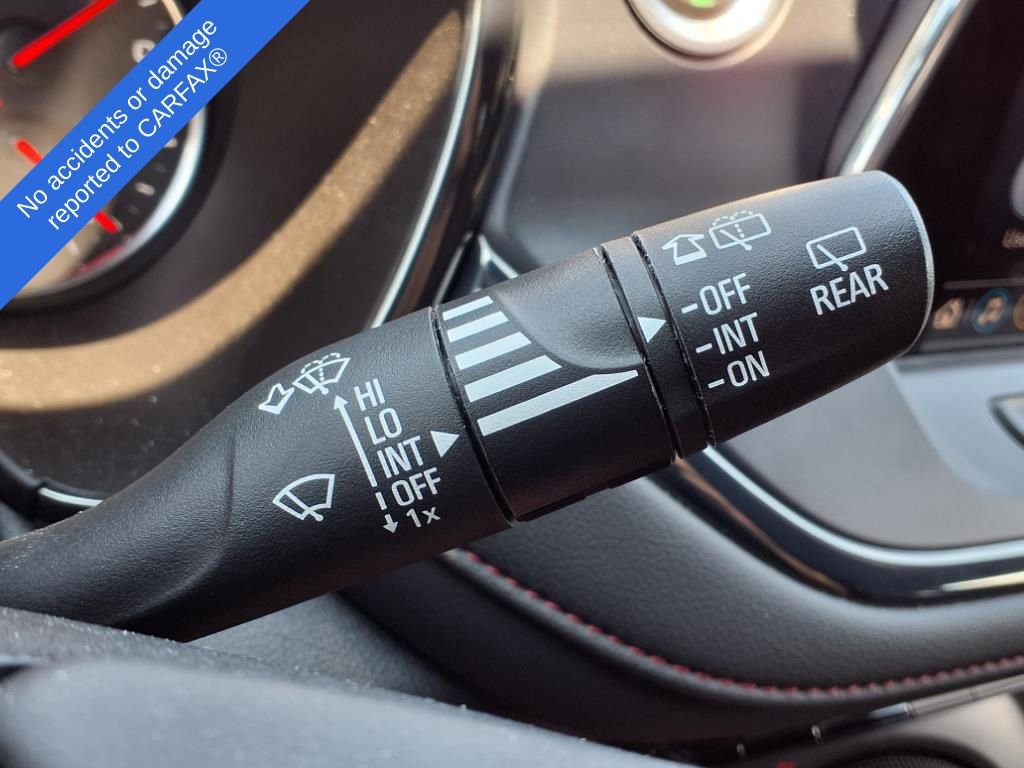 No accidents or damage
reported to CARFAX®
HI
LO
INT
OFF
1x
-OFF
-INT
-ON
REAR